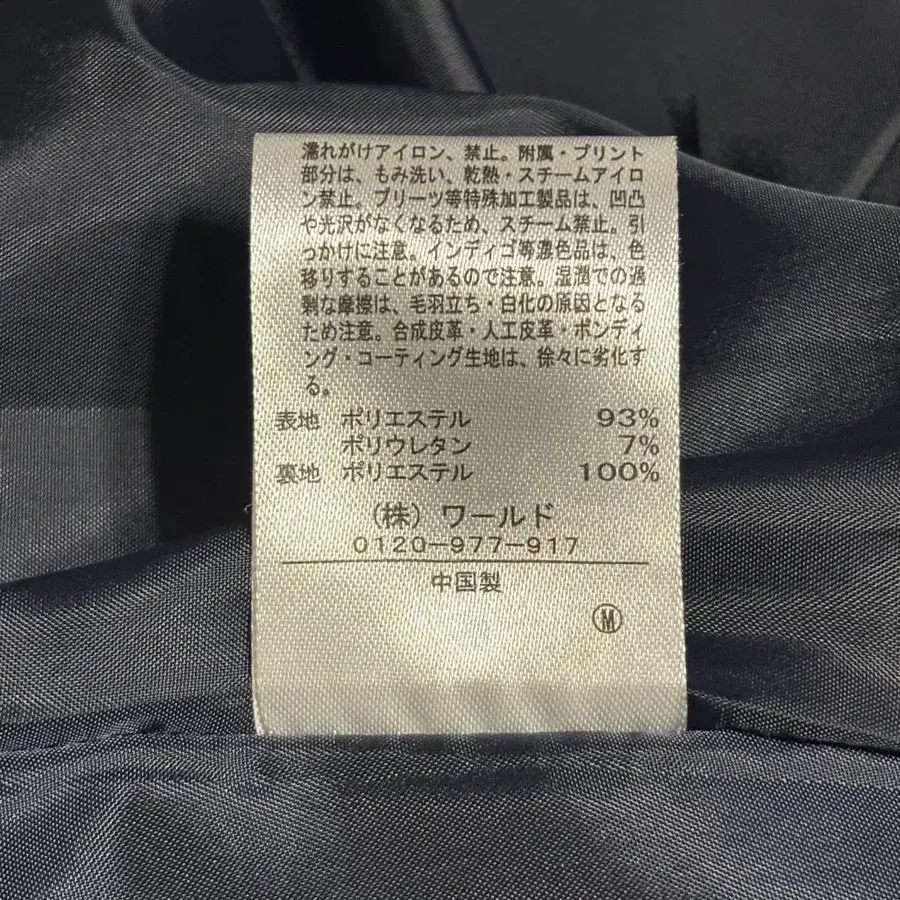 濡れがけアイロン、禁止。附属・プリント
部分は、もみ洗い、乾熱・スチームアイロ
ン禁止。プリーツ等特殊加工製品は、凹凸
や光沢がなくなるため、スチーム禁止。引
っかけに注意。インディゴ等濃色品は、色
移りすることがあるので注意。湿潤での過
剰な摩擦は、毛羽立ち・白化の原因となる
ため注意。合成皮革・人工皮革・ボンディ
ング・コーティング生地は、徐々に劣化す
る。
表地 ポリエステル 93%
ポリウレタン 7%
裏地 ポリエステル 100%
(株) ワールド
0120-977-917
中国製
Ⓜ